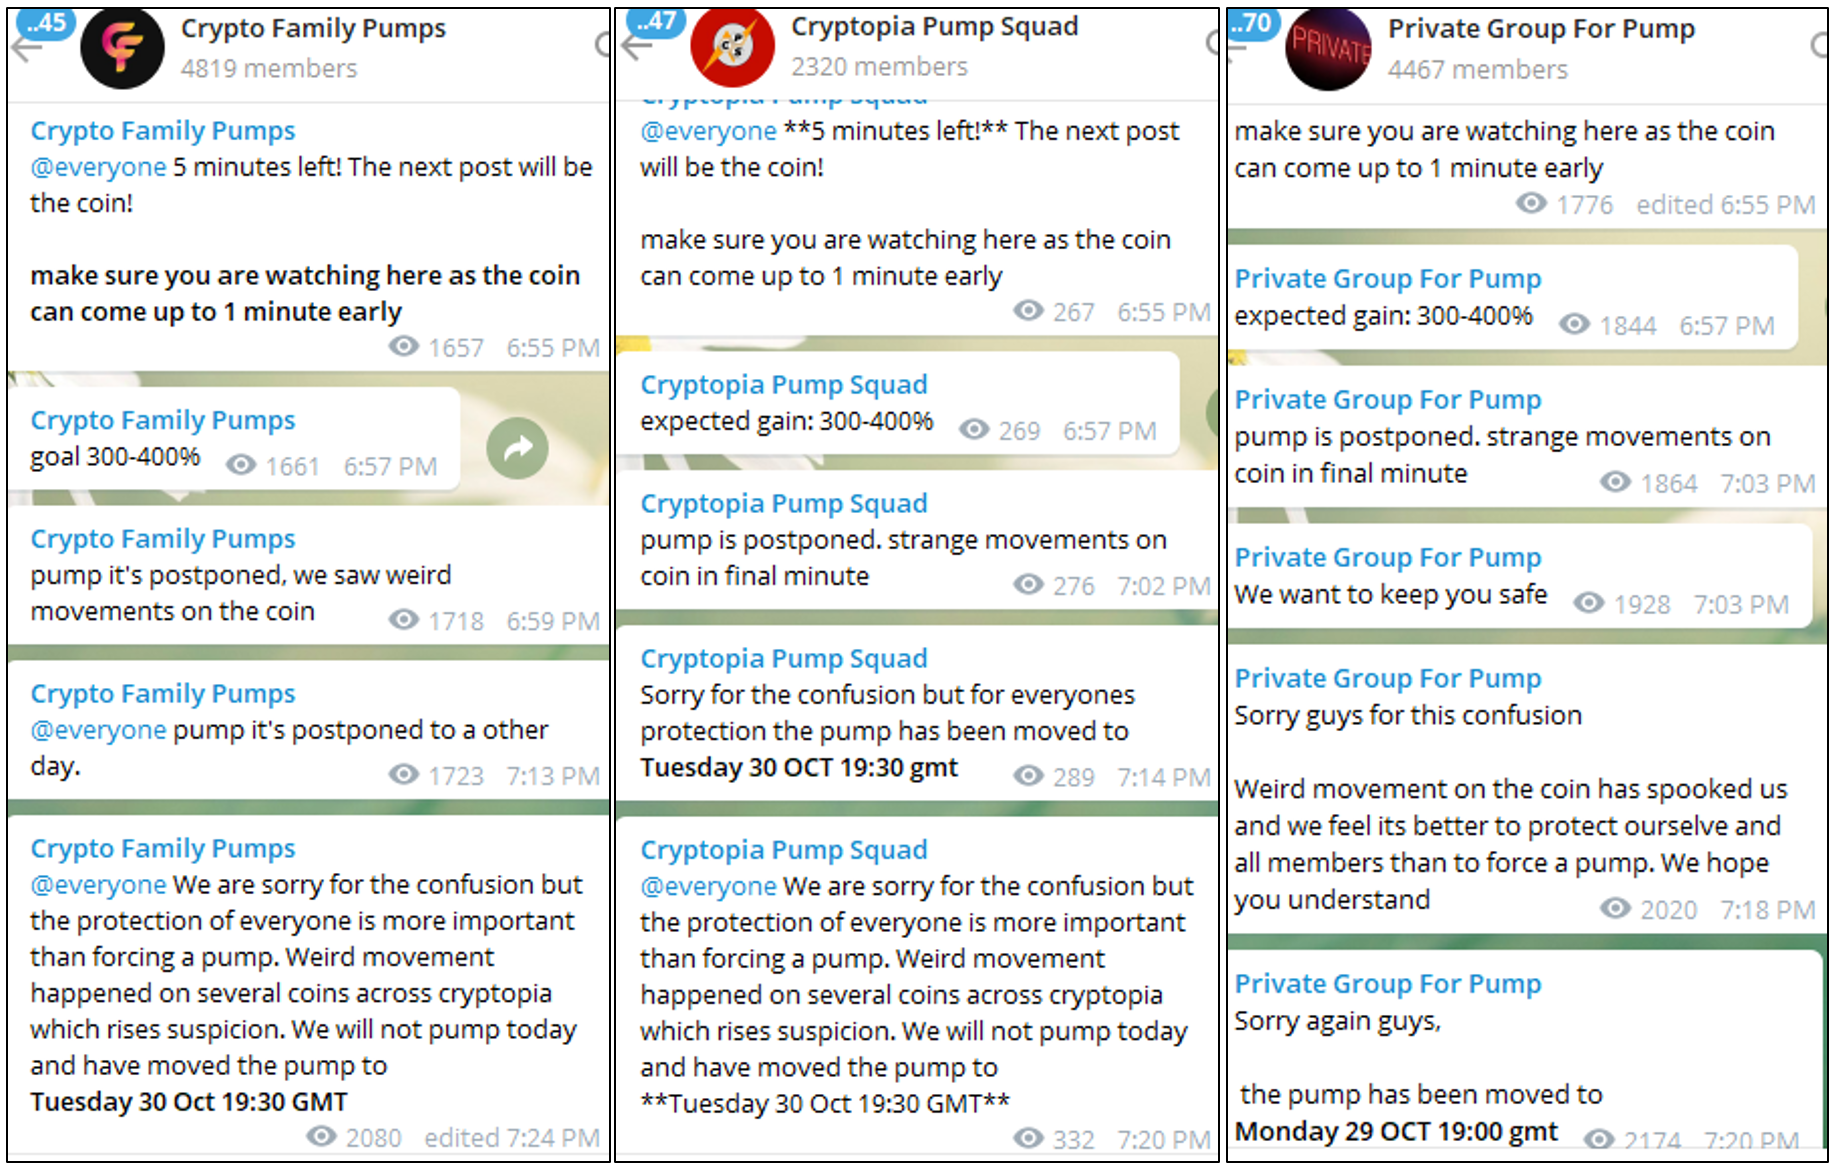 ..45
Crypto Family Pumps
4819 members
Crypto Family Pumps
@everyone 5 minutes left! The next post will be
the coin!
make sure you are watching here as the coin
can come up to 1 minute early
1657 6:55 PM
Crypto Family Pumps
goal 300-400% 1661 6:57 PM
Crypto Family Pumps
pump it's postponed, we saw weird
movements on the coin 1718 6:59 PM
Crypto Family Pumps
@everyone pump it's postponed to a other
day. 1723 7:13 PM
Crypto Family Pumps
@everyone We are sorry for the confusion but
the protection of everyone is more important
than forcing a pump. Weird movement
happened on several coins across cryptopia
which rises suspicion. We will not pump today
and have moved the pump to
Tuesday 30 Oct 19:30 GMT
2080 edited 7:24 PM
..47
Cryptopia Pump Squad
2320 members
Cryptopia Pump Squad
@everyone **5 minutes left!** The next post
will be the coin!
make sure you are watching here as the coin
can come up to 1 minute early
267 6:55 PM
Cryptopia Pump Squad
expected gain: 300-400% 269 6:57 PM
Cryptopia Pump Squad
pump is postponed. strange movements on
coin in final minute 276 7:02 PM
Cryptopia Pump Squad
Sorry for the confusion but for everyones
protection the pump has been moved to
Tuesday 30 OCT 19:30 gmt 289 7:14 PM
Cryptopia Pump Squad
@everyone We are sorry for the confusion but
the protection of everyone is more important
than forcing a pump. Weird movement
happened on several coins across cryptopia
which rises suspicion. We will not pump today
and have moved the pump to
**Tuesday 30 Oct 19:30 GMT**
332 7:20 PM
..70
PRIVATE
Private Group For Pump
4467 members
make sure you are watching here as the coin
can come up to 1 minute early
1776 edited 6:55 PM
Private Group For Pump
expected gain: 300-400% 1844 6:57 PM
Private Group For Pump
pump is postponed. strange movements on
coin in final minute 1864 7:03 PM
Private Group For Pump
We want to keep you safe 1928 7:03 PM
Private Group For Pump
Sorry guys for this confusion
Weird movement on the coin has spooked us
and we feel its better to protect ourselve and
all members than to force a pump. We hope
you understand 2020 7:18 PM
Private Group For Pump
Sorry again guys,
the pump has been moved to
Monday 29 OCT 19:00 gmt 2174 7:20 PM